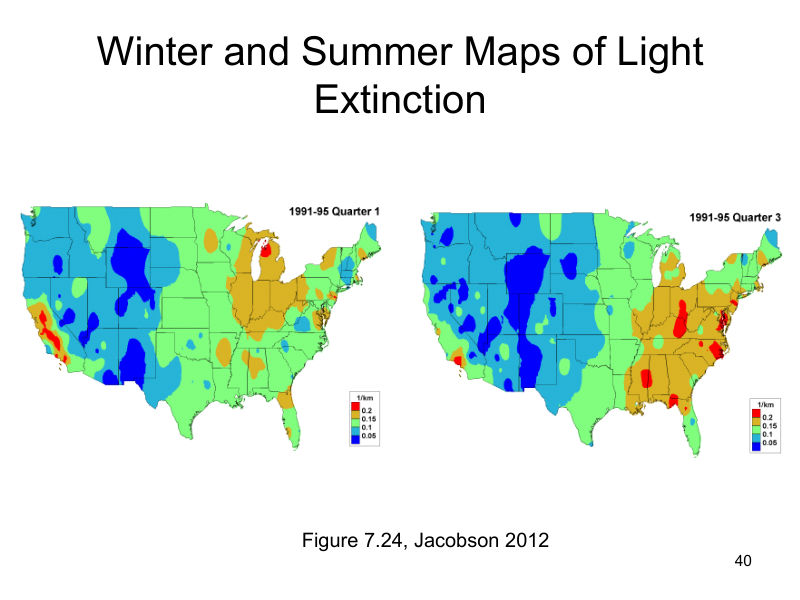 Winter and Summer Maps of Light
Extinction
1991-95 Quarter 1
1/km
0.2
0.15
0.1
0.05
1991-95 Quarter 3
1/km
0.2
0.15
0.1
0.05
Figure 7.24, Jacobson 2012
40